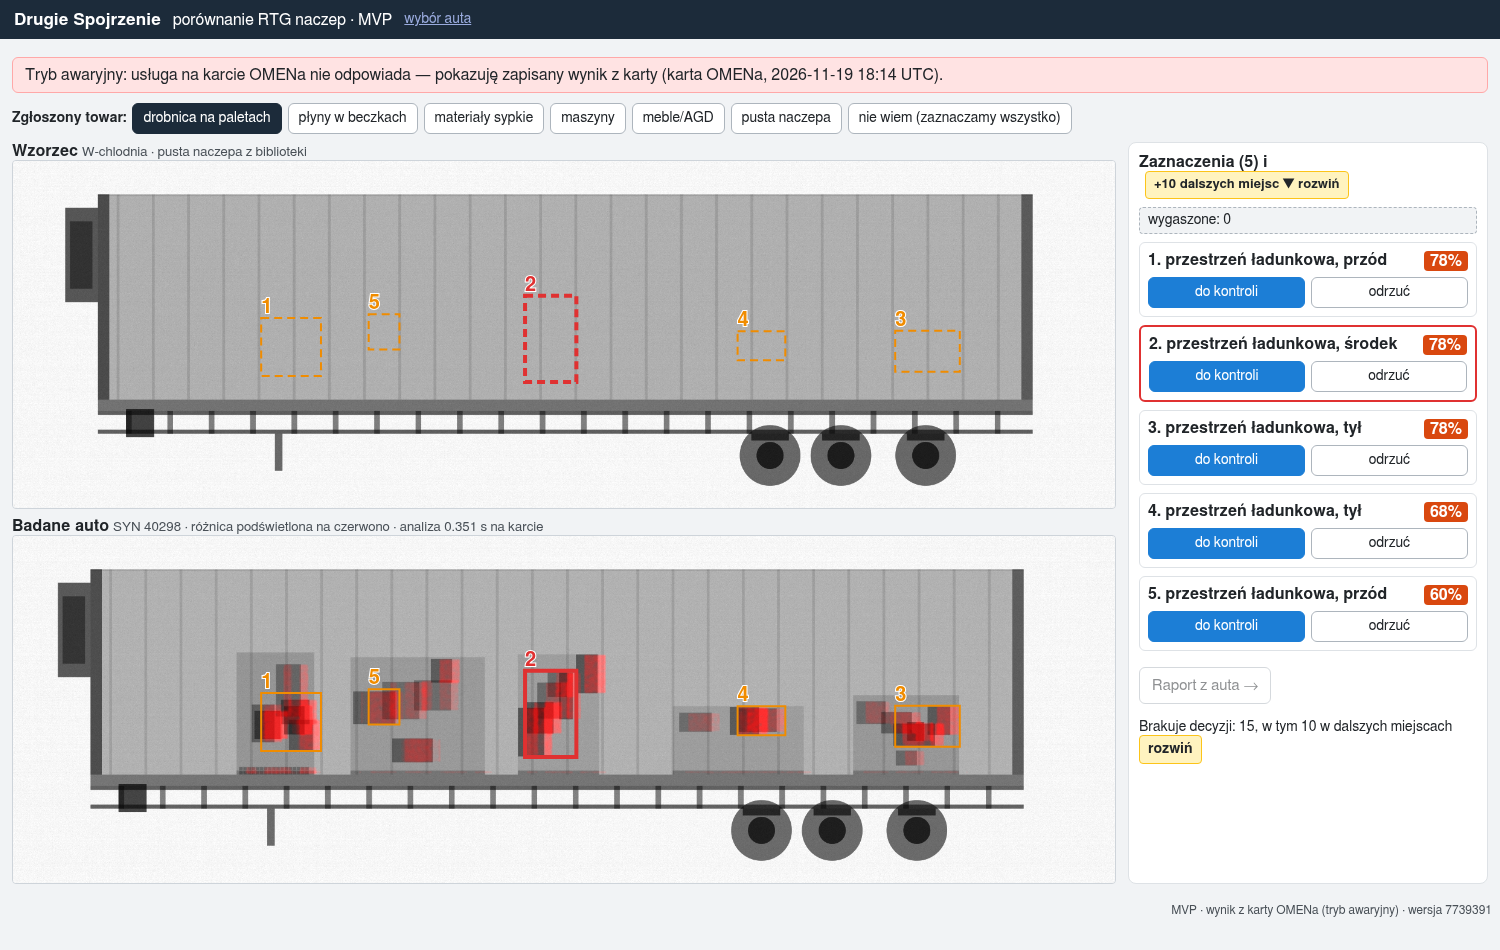 Drugie Spojrzenie porównanie RTG naczep · MVP wybór auta
Tryb awaryjny: usługa na karcie OMENa nie odpowiada — pokazuję zapisany wynik z karty (karta OMENa, 2026-11-19 18:14 UTC).
Zgłoszony towar: drobnica na paletach płyny w beczkach materiały sypkie maszyny meble/AGD pusta naczepa nie wiem (zaznaczamy wszystko)
Wzorzec W-chlodnia · pusta naczepa z biblioteki
1
5
2
4
3
Badane auto SYN 40298 · różnica podświetlona na czerwono · analiza 0.351 s na karcie
1
5
2
4
3
Zaznaczenia (5) i
+10 dalszych miejsc ▼ rozwiń
wygaszone: 0
1. przestrzeń ładunkowa, przód 78%
do kontroli odrzuć
2. przestrzeń ładunkowa, środek 78%
do kontroli odrzuć
3. przestrzeń ładunkowa, tył 78%
do kontroli odrzuć
4. przestrzeń ładunkowa, tył 68%
do kontroli odrzuć
5. przestrzeń ładunkowa, przód 60%
do kontroli odrzuć
Raport z auta →
Brakuje decyzji: 15, w tym 10 w dalszych miejscach
rozwiń
MVP · wynik z karty OMENa (tryb awaryjny) · wersja 7739391